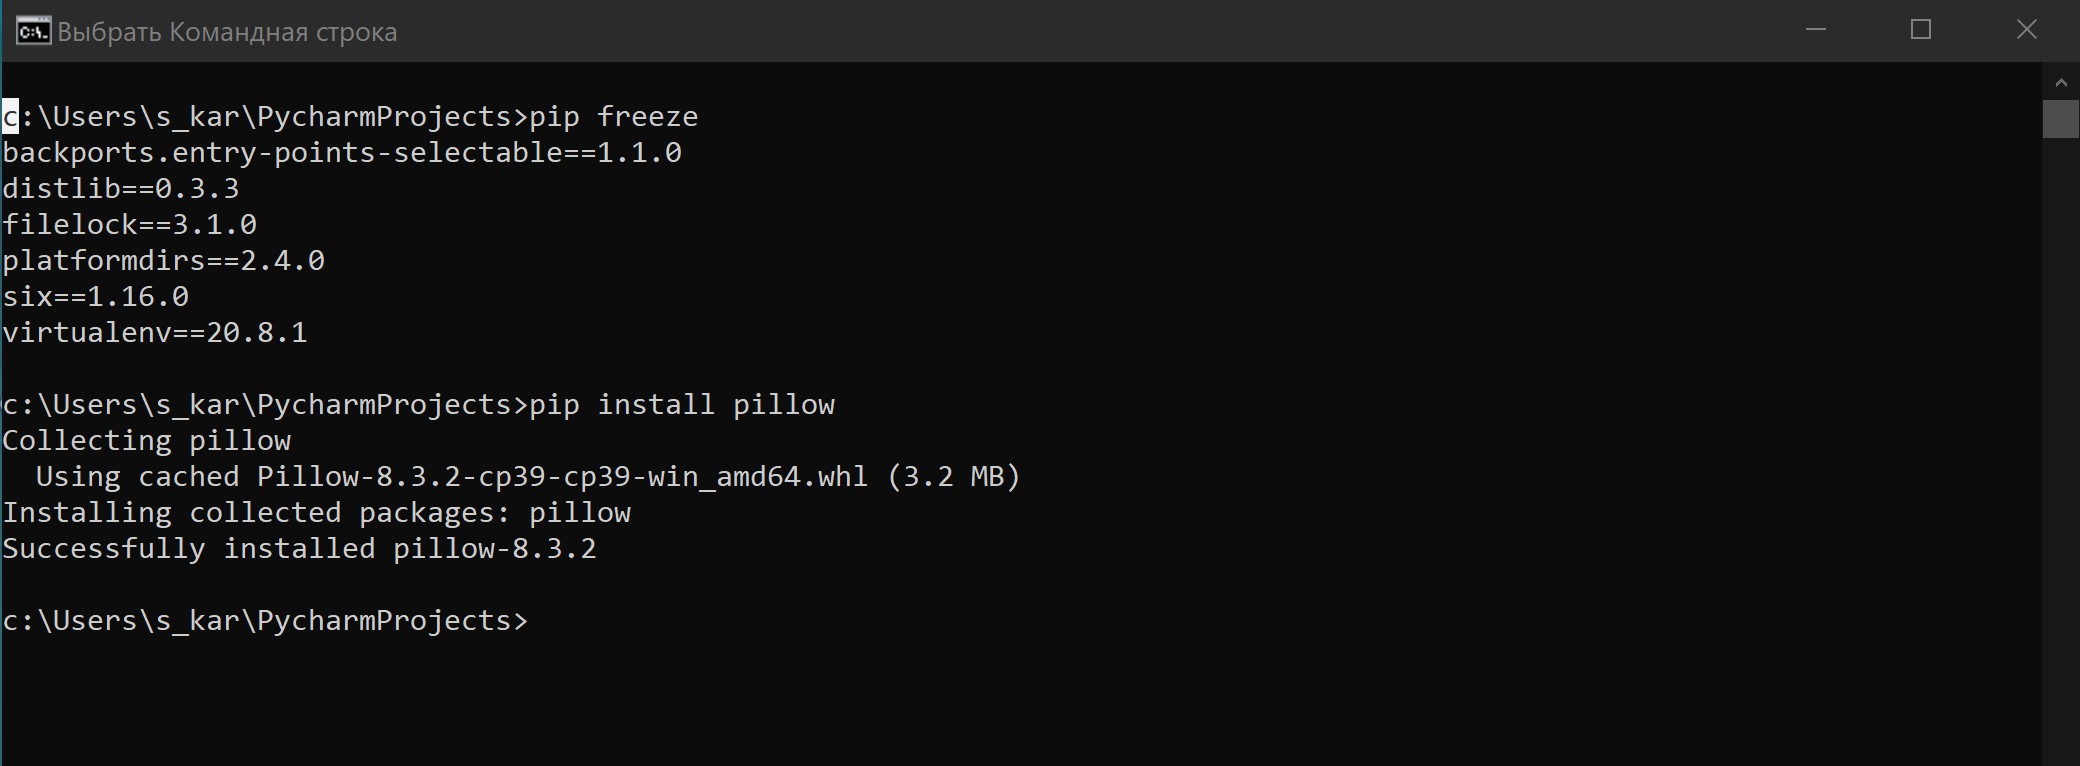 Выбрать Командная строка
c:\Users\s_kar\PycharmProjects>pip freeze
backports.entry-points-selectable==1.1.0
distlib==0.3.3
filelock==3.1.0
platformdirs==2.4.0
six==1.16.0
virtualenv==20.8.1
c:\Users\s_kar\PycharmProjects>pip install pillow
Collecting pillow
  Using cached Pillow-8.3.2-cp39-cp39-win_amd64.whl (3.2 MB)
Installing collected packages: pillow
Successfully installed pillow-8.3.2
c:\Users\s_kar\PycharmProjects>